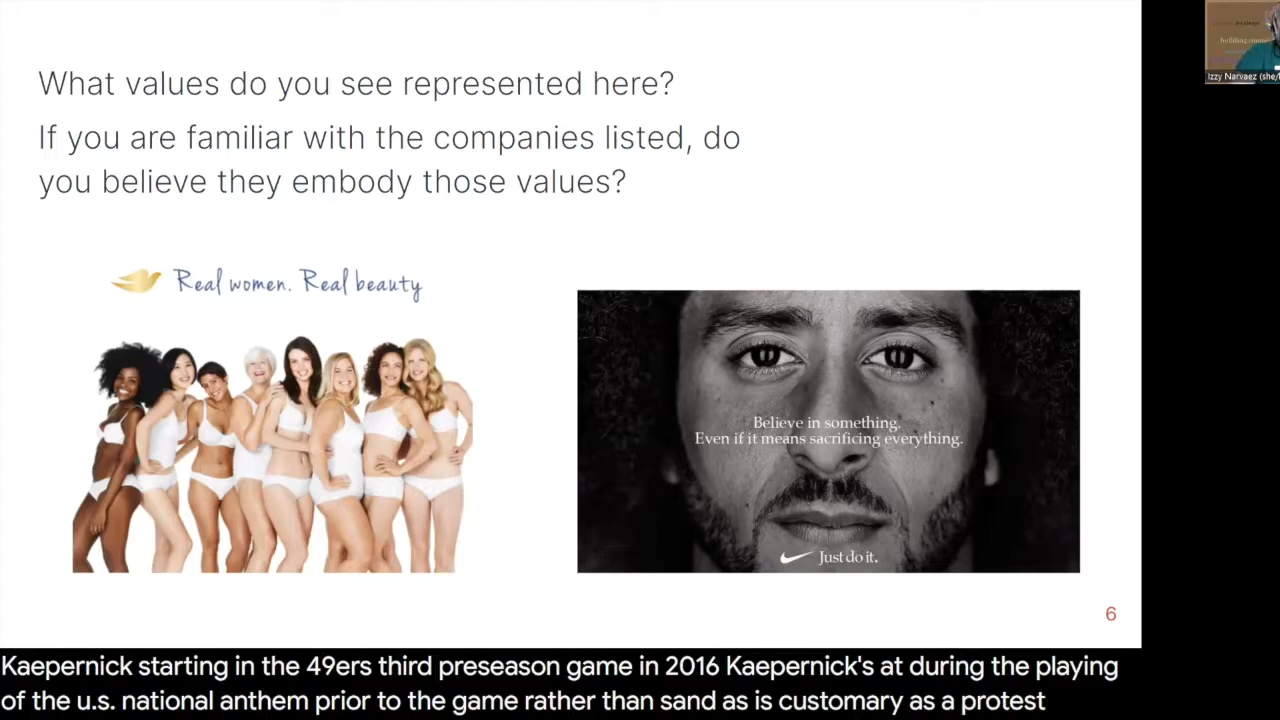 What values do you see represented here?
If you are familiar with the companies listed, do
you believe they embody those values?
Real women. Real beauty
Believe in something.
Even if it means sacrificing everything.
Just do it.
6
Izzy Narvaez (she/
Kaepernick starting in the 49ers third preseason game in 2016 Kaepernick's at during the playing
of the u.s. national anthem prior to the game rather than sand as is customary as a protest